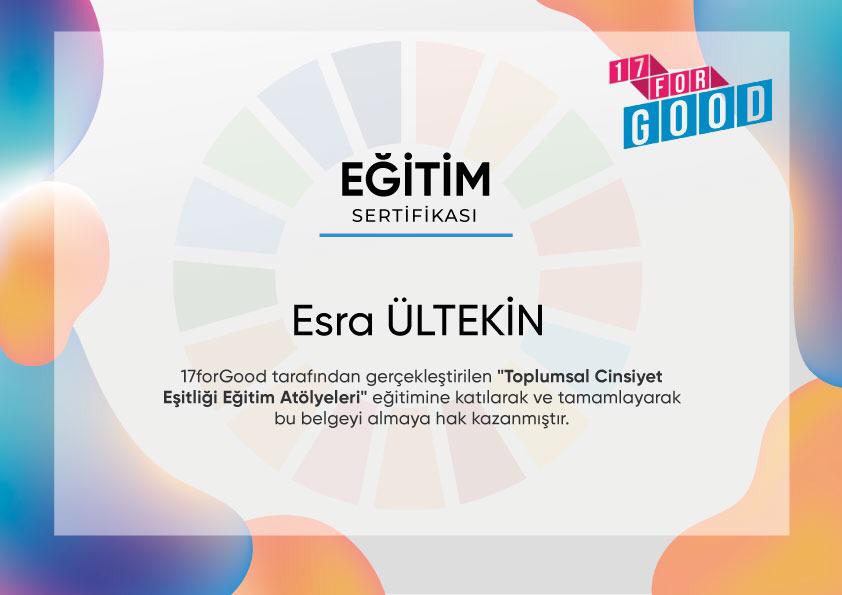 17
FOR
GOOD
EĞİTİM
SERTİFİKASI
Esra ÜLTEKİN
17forGood tarafından gerçekleştirilen "Toplumsal Cinsiyet
Eşitliği Eğitim Atölyeleri" eğitimine katılarak ve tamamlayarak
bu belgeyi almaya hak kazanmıştır.